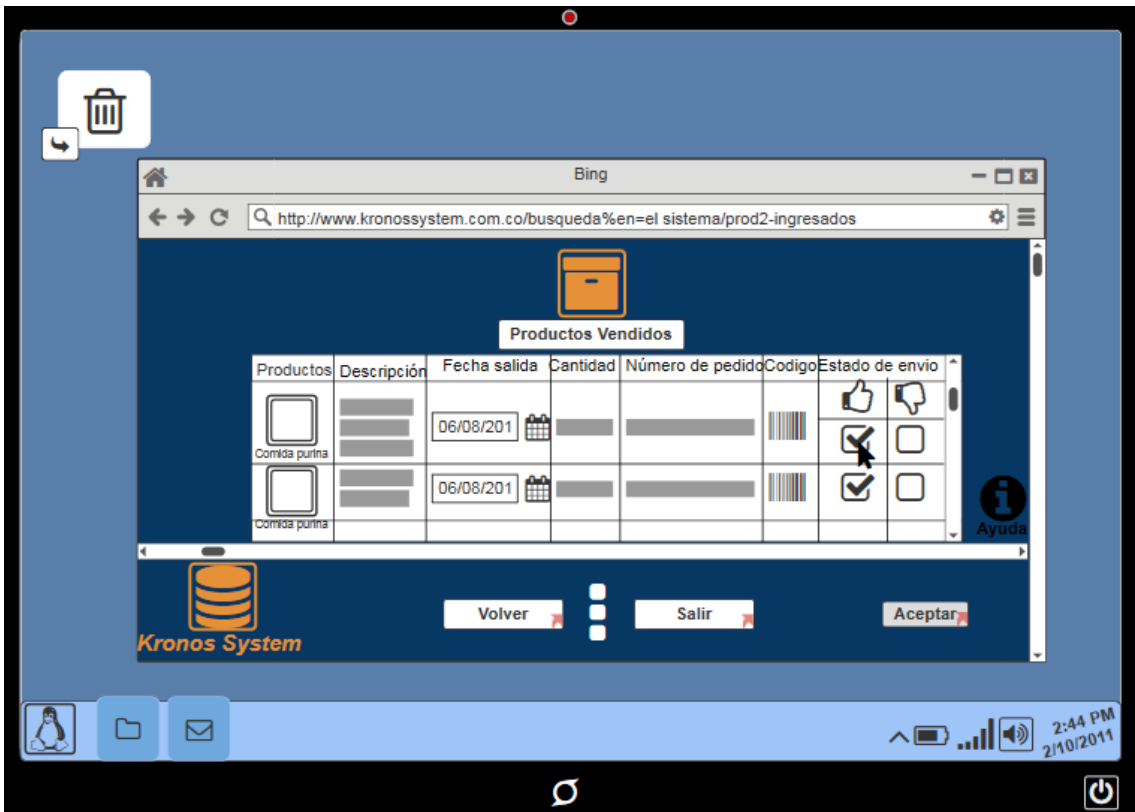 Bing
http://www.kronossystem.com.co/busqueda%en=el sistema/prod2-ingresados
Productos Vendidos
Productos Descripción Fecha salida Cantidad Número de pedido Codigo Estado de envio
06/08/201
Comida purina
06/08/201
Comida purina
Ayuda
Volver Salir Aceptar
Kronos System
2:44 PM
2/10/2011